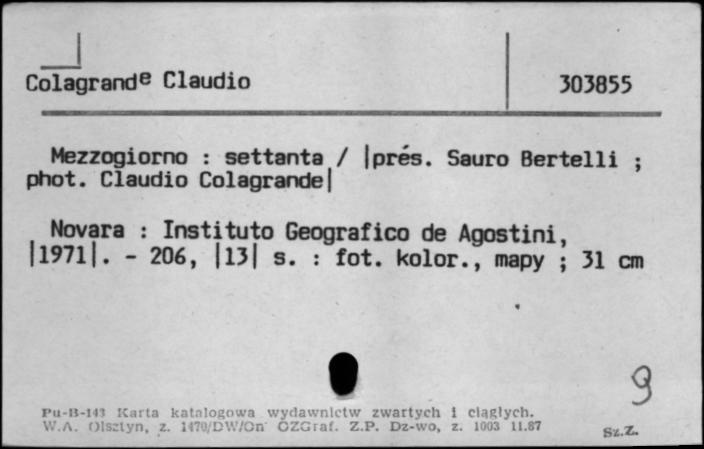 Colagrande Claudio 303855
Mezzogiorno : settanta / |prés. Sauro Bertelli ;
phot. Claudio Colagrande|
Novara : Instituto Geografico de Agostini,
|1971|. - 206, |13| s. : fot. kolor., mapy ; 31 cm
9
Pu-B-143 Karta katalogowa wydawnictw zwartych i ciągłych.
W.A. Olsztyn, z. 1470/DW/On OZGraf. Z.P. Dz-wo, z. 1003 11.87
Sz.Z.